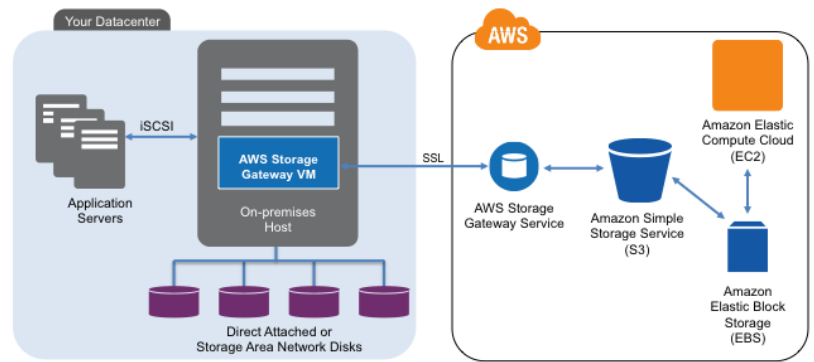 Your Datacenter
AWS
iSCSI
AWS Storage
Gateway VM
SSL
Application
Servers
On-premises
Host
Direct Attached or
Storage Area Network Disks
AWS Storage
Gateway Service
Amazon Simple
Storage Service
(S3)
Amazon Elastic
Compute Cloud
(EC2)
Amazon
Elastic Block
Storage
(EBS)